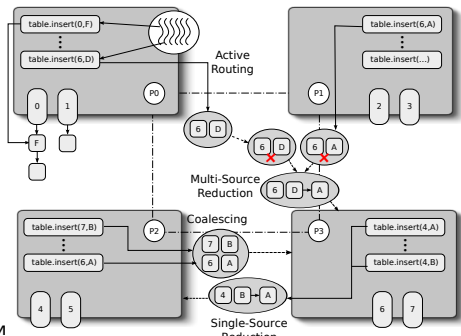 table.insert(0,F)
table.insert(6,D)
P0
0
1
F
Active
Routing
table.insert(6,A)
table.insert(...)
P1
2
3
6 D
6 D
6 A
Multi-Source
Reduction
6 D A
table.insert(7,B)
table.insert(6,A)
P2
4
5
Coalescing
7 B
6 A
P3
table.insert(4,A)
table.insert(4,B)
6
7
4 B A
Single-Source